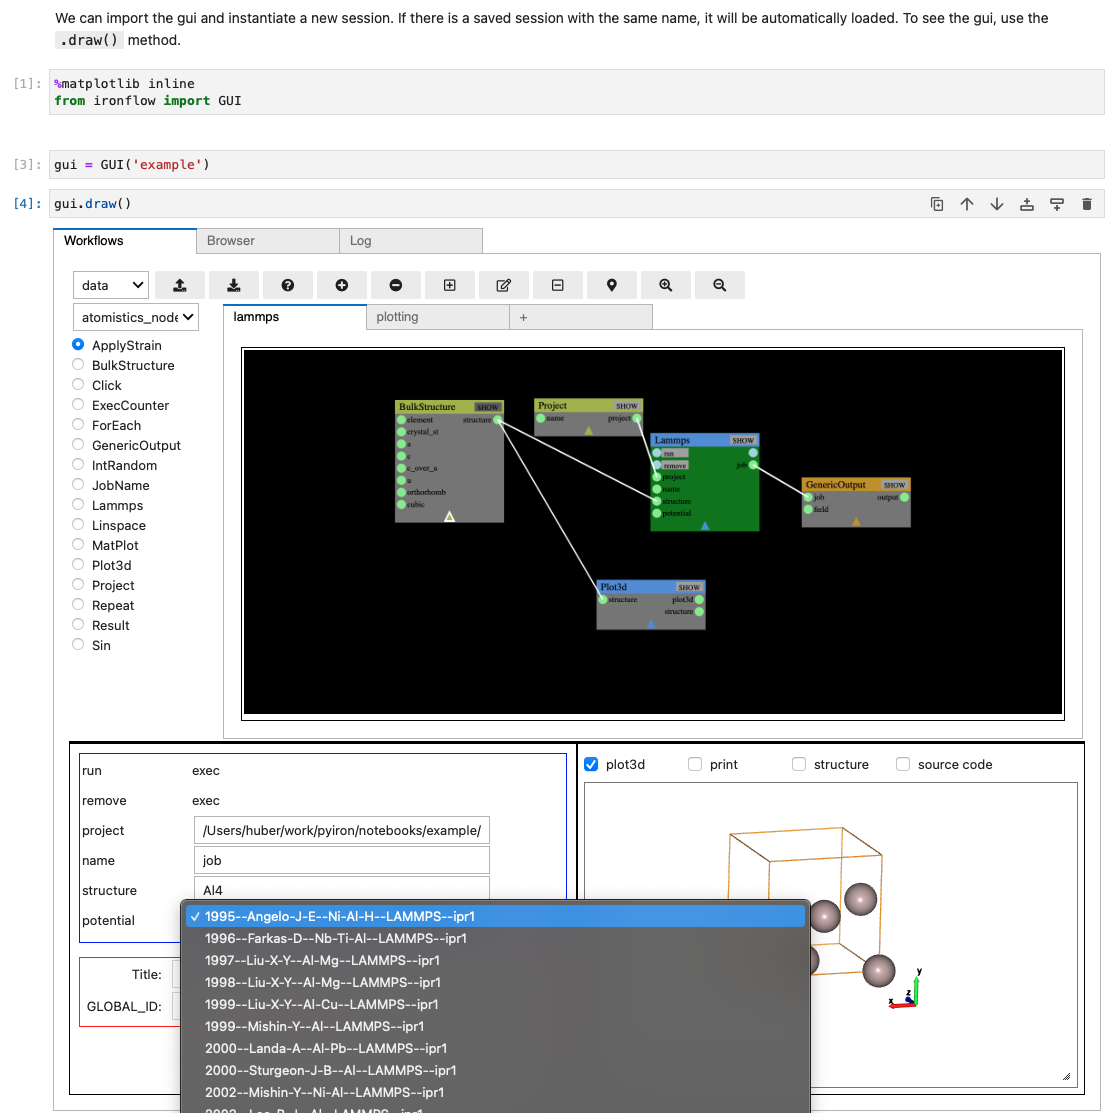 We can import the gui and instantiate a new session. If there is a saved session with the same name, it will be automatically loaded. To see the gui, use the
.draw() method.
[1]: %matplotlib inline
from ironflow import GUI
[3]: gui = GUI('example')
[4]: gui.draw()
Workflows Browser Log
data
atomistics_node
lammps plotting +
ApplyStrain
BulkStructure
Click
ExecCounter
ForEach
GenericOutput
IntRandom
JobName
Lammps
Linspace
MatPlot
Plot3d
Project
Repeat
Result
Sin
BulkStructure SHOW
element structure
crystal_st
a
c
c_over_a
u
orthorhomb
cubic
Project SHOW
name project
Lammps SHOW
run
remove job
project
name
structure
potential
GenericOutput SHOW
job output
field
Plot3d SHOW
structure plot3d
structure
run exec
remove exec
project /Users/huber/work/pyiron/notebooks/example/
name job
structure Al4
potential
✓ 1995--Angelo-J-E--Ni-Al-H--LAMMPS--ipr1
1996--Farkas-D--Nb-Ti-Al--LAMMPS--ipr1
1997--Liu-X-Y--Al-Mg--LAMMPS--ipr1
1998--Liu-X-Y--Al-Mg--LAMMPS--ipr1
1999--Liu-X-Y--Al-Cu--LAMMPS--ipr1
1999--Mishin-Y--Al--LAMMPS--ipr1
2000--Landa-A--Al-Pb--LAMMPS--ipr1
2000--Sturgeon-J-B--Al--LAMMPS--ipr1
2002--Mishin-Y--Ni-Al--LAMMPS--ipr1
Title:
GLOBAL_ID:
plot3d print structure source code
y
z
x